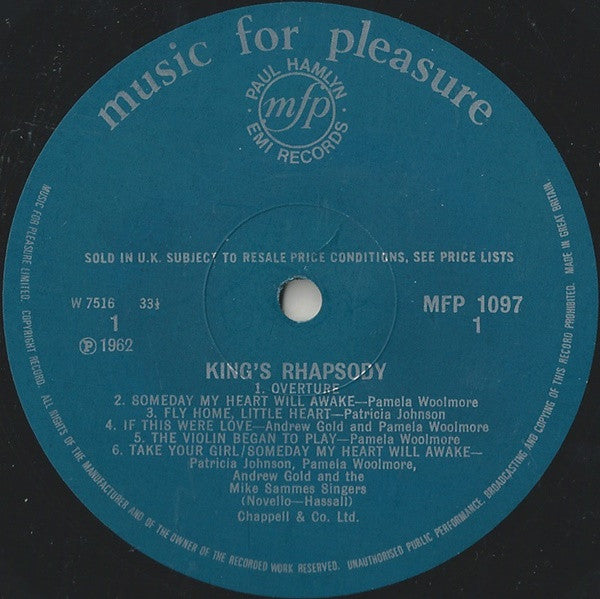 music for pleasure
PAUL HAMLYN
mfp
EMI RECORDS
SOLD IN U.K. SUBJECT TO RESALE PRICE CONDITIONS, SEE PRICE LISTS
W 7516 33⅓
1
Ⓟ 1962
MFP 1097
1
KING'S RHAPSODY
1. OVERTURE
2. SOMEDAY MY HEART WILL AWAKE—Pamela Woolmore
3. FLY HOME, LITTLE HEART—Patricia Johnson
4. IF THIS WERE LOVE—Andrew Gold and Pamela Woolmore
5. THE VIOLIN BEGAN TO PLAY—Pamela Woolmore
6. TAKE YOUR GIRL/SOMEDAY MY HEART WILL AWAKE—
Patricia Johnson, Pamela Woolmore,
Andrew Gold and the
Mike Sammes Singers
(Novello—Hassall)
Chappell & Co. Ltd.
MUSIC FOR PLEASURE LIMITED. COPYRIGHT RECORD. ALL RIGHTS OF THE MANUFACTURER AND OF THE OWNER OF THE RECORDED WORK RESERVED. UNAUTHORISED PUBLIC PERFORMANCE, BROADCASTING AND COPYING OF THIS RECORD PROHIBITED. MADE IN GREAT BRITAIN.